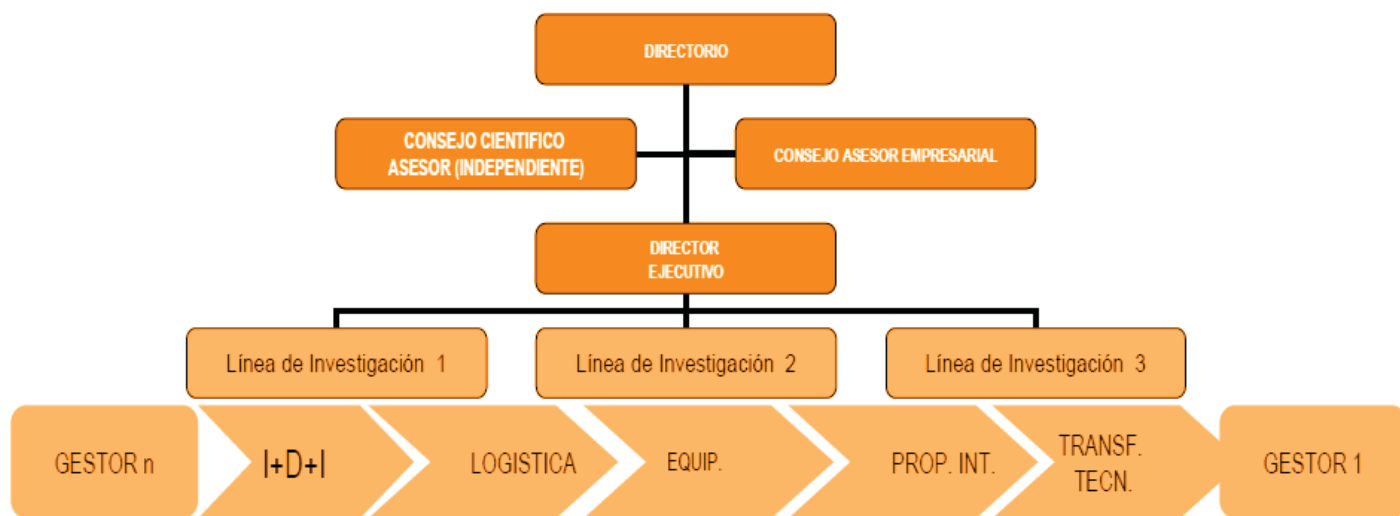 DIRECTORIO
CONSEJO CIENTIFICO
ASESOR (INDEPENDIENTE)
CONSEJO ASESOR EMPRESARIAL
DIRECTOR
EJECUTIVO
Línea de Investigación 1
Línea de Investigación 2
Línea de Investigación 3
GESTOR n
I+D+I
LOGISTICA
EQUIP.
PROP. INT.
TRANSF.
TECN.
GESTOR 1